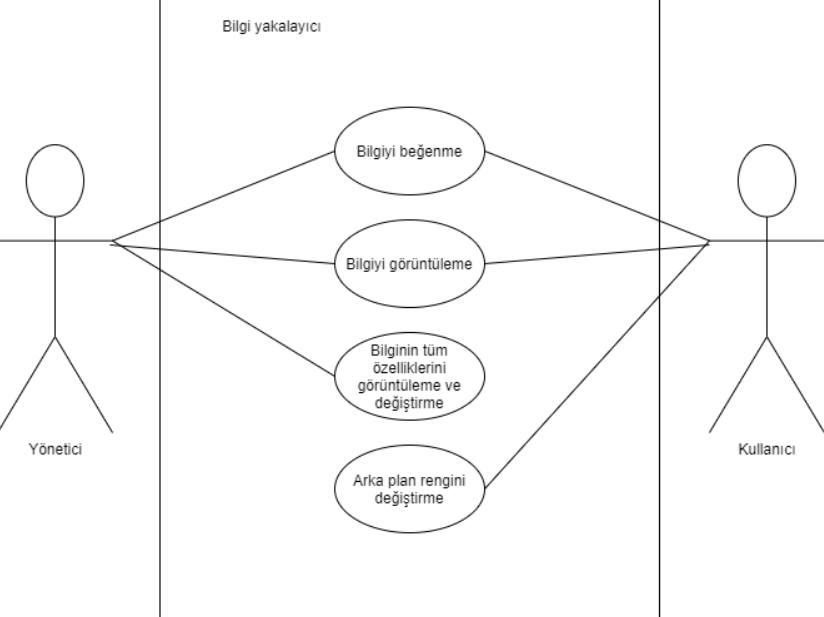 Bilgi yakalayıcı
Bilgiyi beğenme
Bilgiyi görüntüleme
Bilginin tüm
özelliklerini
görüntüleme ve
değiştirme
Yönetici
Kullanıcı
Arka plan rengini
değiştirme